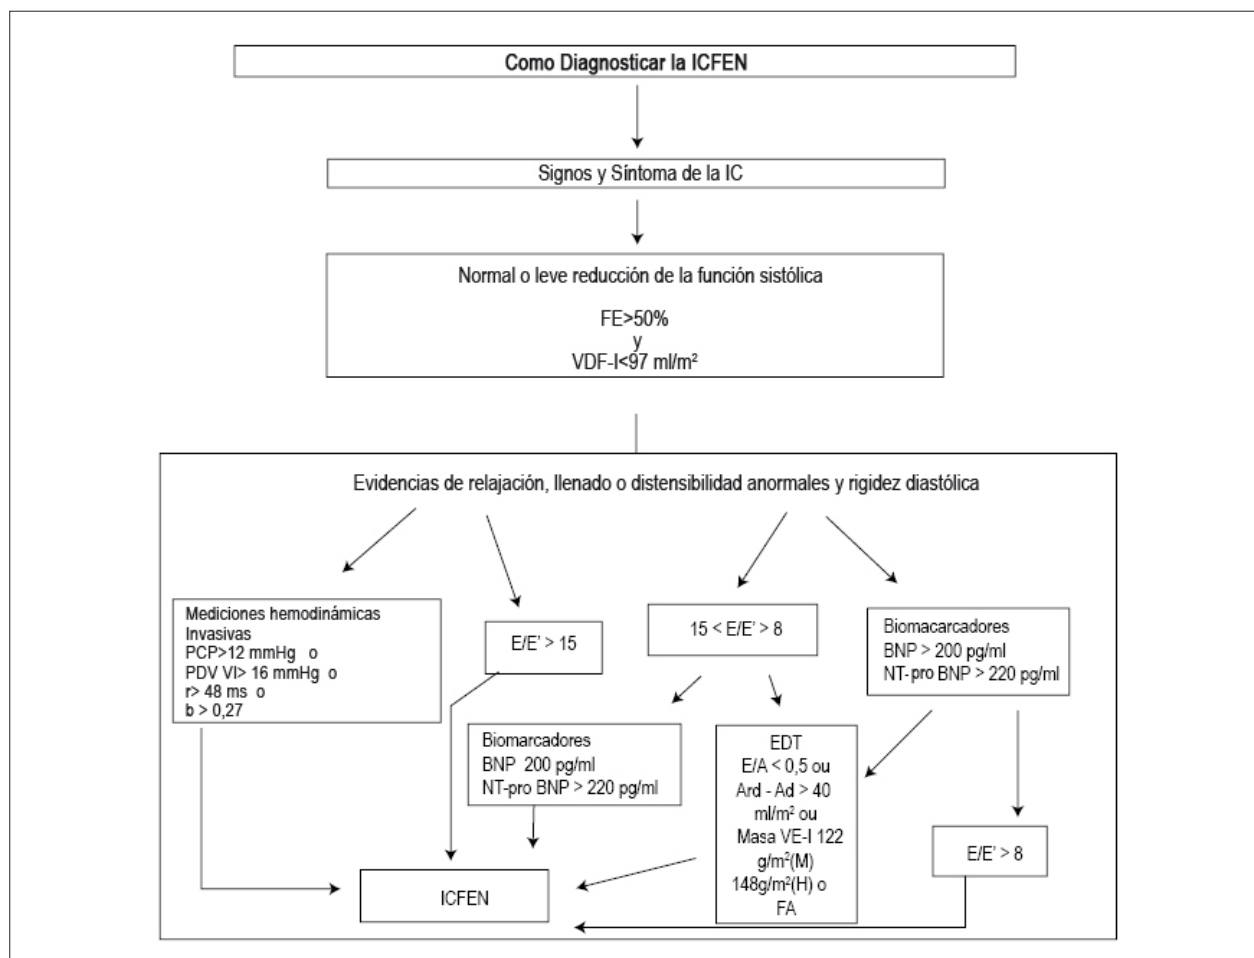 Como Diagnosticar la ICFEN
Signos y Síntoma de la IC
Normal o leve reducción de la función sistólica
FE>50%
y
VDF-I<97 ml/m²
Evidencias de relajación, llenado o distensibilidad anormales y rigidez diastólica
Mediciones hemodinámicas
Invasivas
PCP>12 mmHg o
PDV VI> 16 mmHg o
r> 48 ms o
b > 0,27
E/E' > 15
15 < E/E' > 8
Biomacarcadores
BNP > 200 pg/ml
NT-pro BNP > 220 pg/ml
Biomarcadores
BNP 200 pg/ml
NT-pro BNP > 220 pg/ml
EDT
E/A < 0,5 ou
Ard - Ad > 40
ml/m² ou
Masa VE-I 122
g/m²(M)
148g/m²(H) o
FA
E/E' > 8
ICFEN